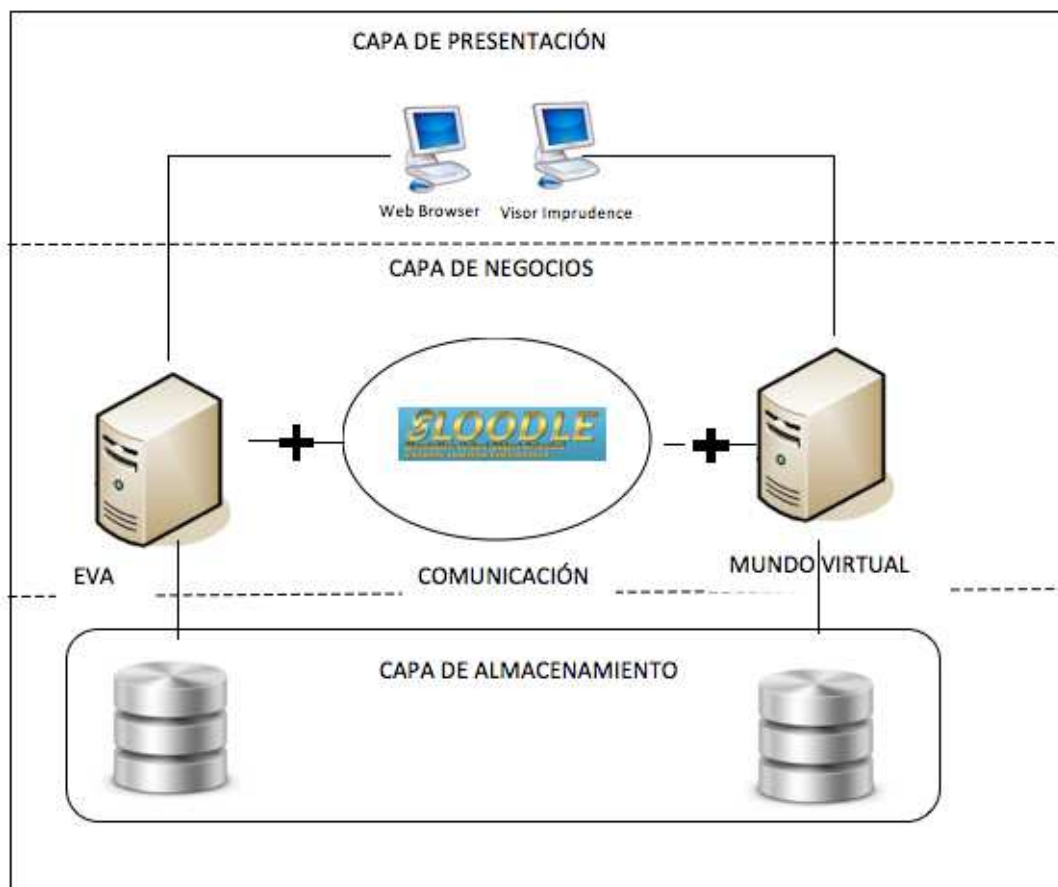 CAPA DE PRESENTACIÓN
Web Browser
Visor Imprudence
CAPA DE NEGOCIOS
SLOODLE
EVA
COMUNICACIÓN
MUNDO VIRTUAL
CAPA DE ALMACENAMIENTO